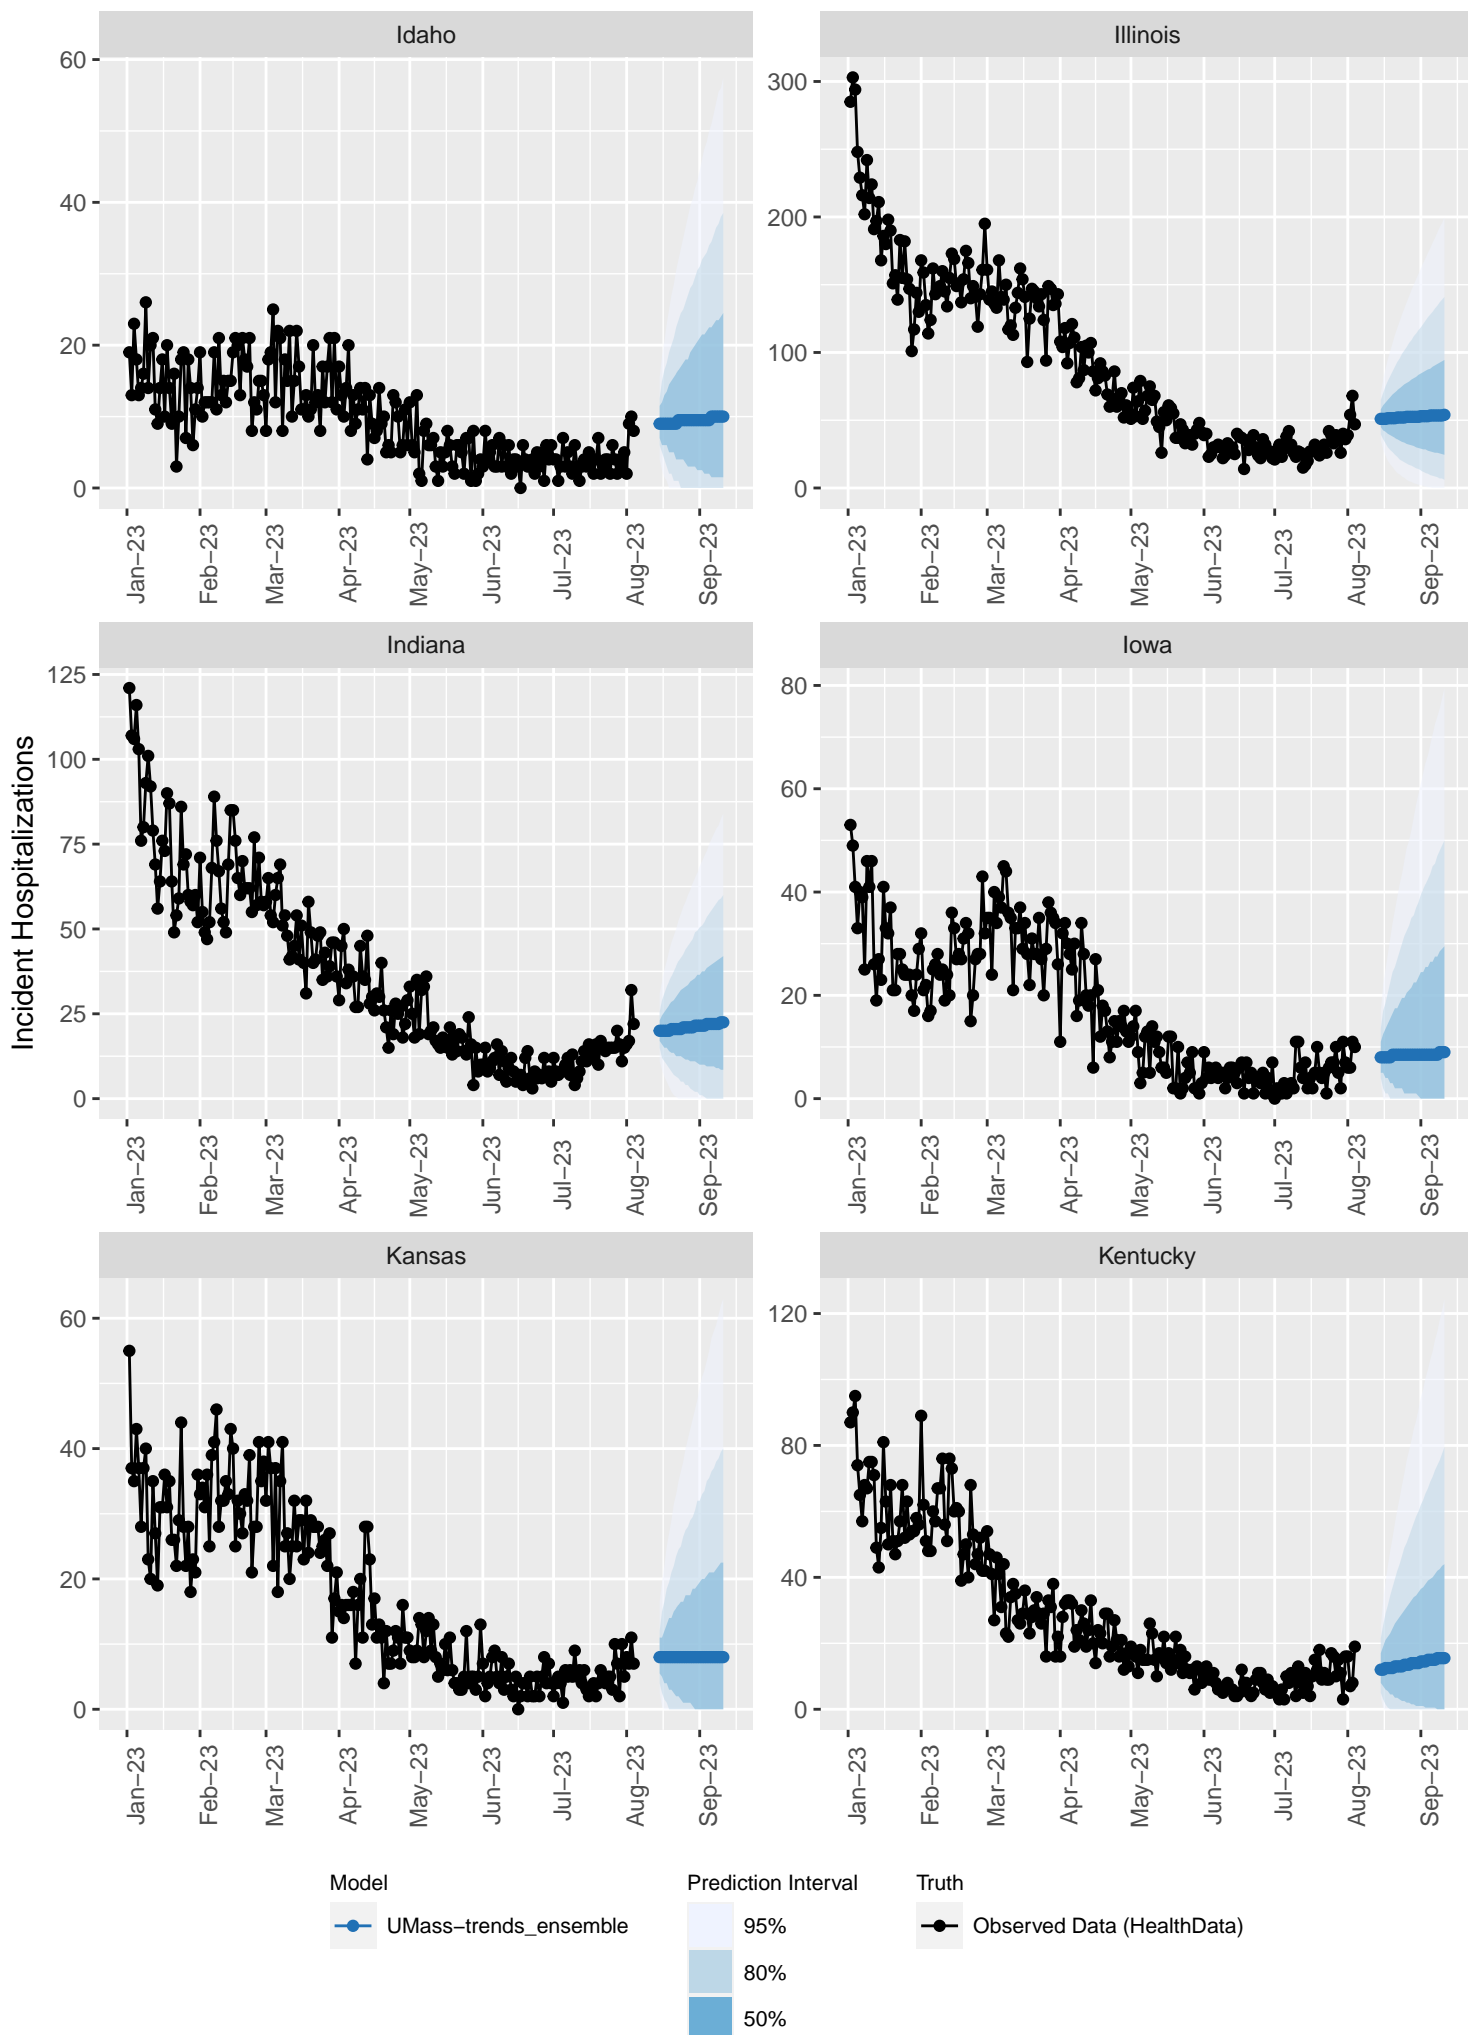 Idaho
Illinois
60
40
20
0
300
200
100
0
Jan−23
Feb−23
Mar−23
Apr−23
May−23
Jun−23
Jul−23
Aug−23
Sep−23
Jan−23
Feb−23
Mar−23
Apr−23
May−23
Jun−23
Jul−23
Aug−23
Sep−23
Incident Hospitalizations
Indiana
Iowa
125
100
75
50
25
0
80
60
40
20
0
Jan−23
Feb−23
Mar−23
Apr−23
May−23
Jun−23
Jul−23
Aug−23
Sep−23
Jan−23
Feb−23
Mar−23
Apr−23
May−23
Jun−23
Jul−23
Aug−23
Sep−23
Kansas
Kentucky
60
40
20
0
120
80
40
0
Jan−23
Feb−23
Mar−23
Apr−23
May−23
Jun−23
Jul−23
Aug−23
Sep−23
Jan−23
Feb−23
Mar−23
Apr−23
May−23
Jun−23
Jul−23
Aug−23
Sep−23
Model
UMass−trends_ensemble
Prediction Interval
95%
80%
50%
Truth
Observed Data (HealthData)